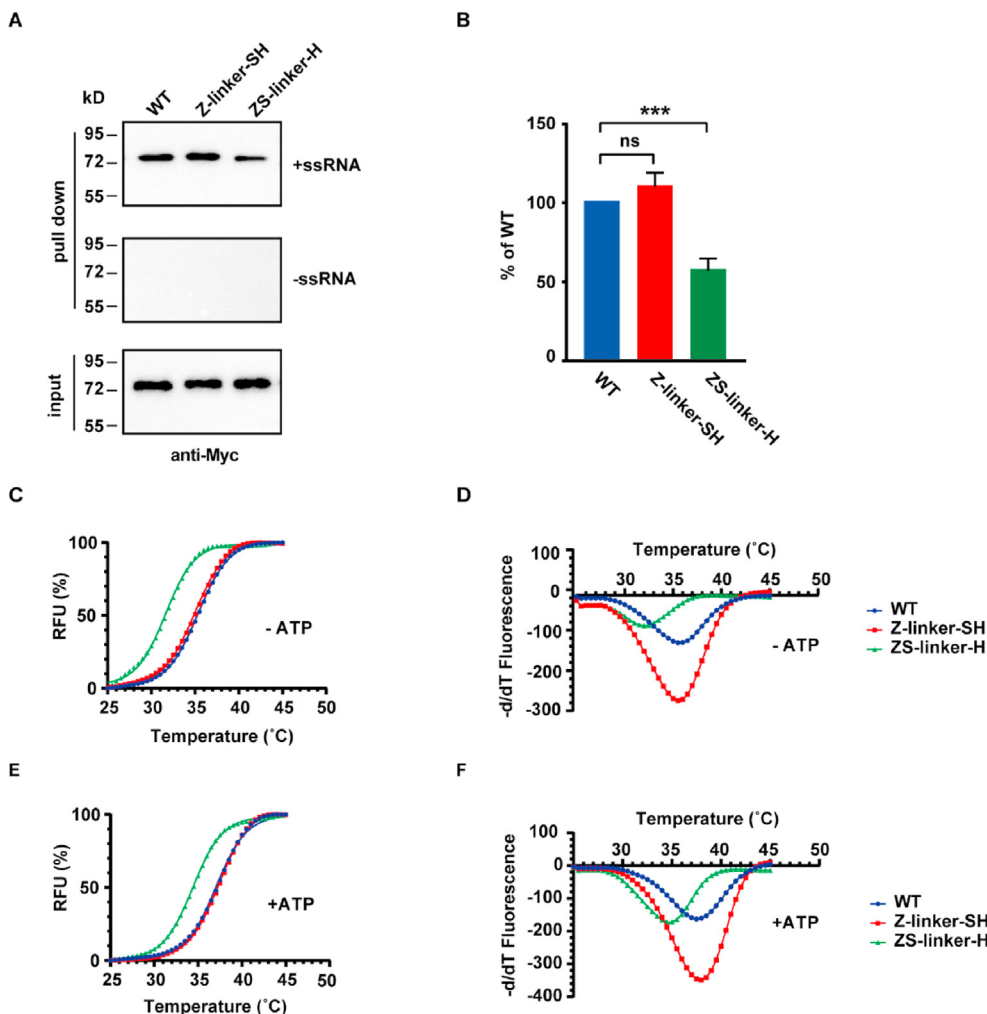 A
kD
WT
Z-linker-SH
ZS-linker-H
pull down
95
72
55
+ssRNA
95
72
55
-ssRNA
input
95
72
55
anti-Myc
B
% of WT
150
100
50
0
***
ns
WT
Z-linker-SH
ZS-linker-H
C
RFU (%)
100
50
0
- ATP
25 30 35 40 45 50
Temperature (˚C)
D
Temperature (˚C)
30 35 40 45 50
-d/dT Fluorescence
100
0
-100
-200
-300
- ATP
WT
Z-linker-SH
ZS-linker-H
E
RFU (%)
100
50
0
+ATP
25 30 35 40 45 50
Temperature (˚C)
F
Temperature (˚C)
30 35 40 45 50
-d/dT Fluorescence
100
0
-100
-200
-300
-400
+ATP
WT
Z-linker-SH
ZS-linker-H